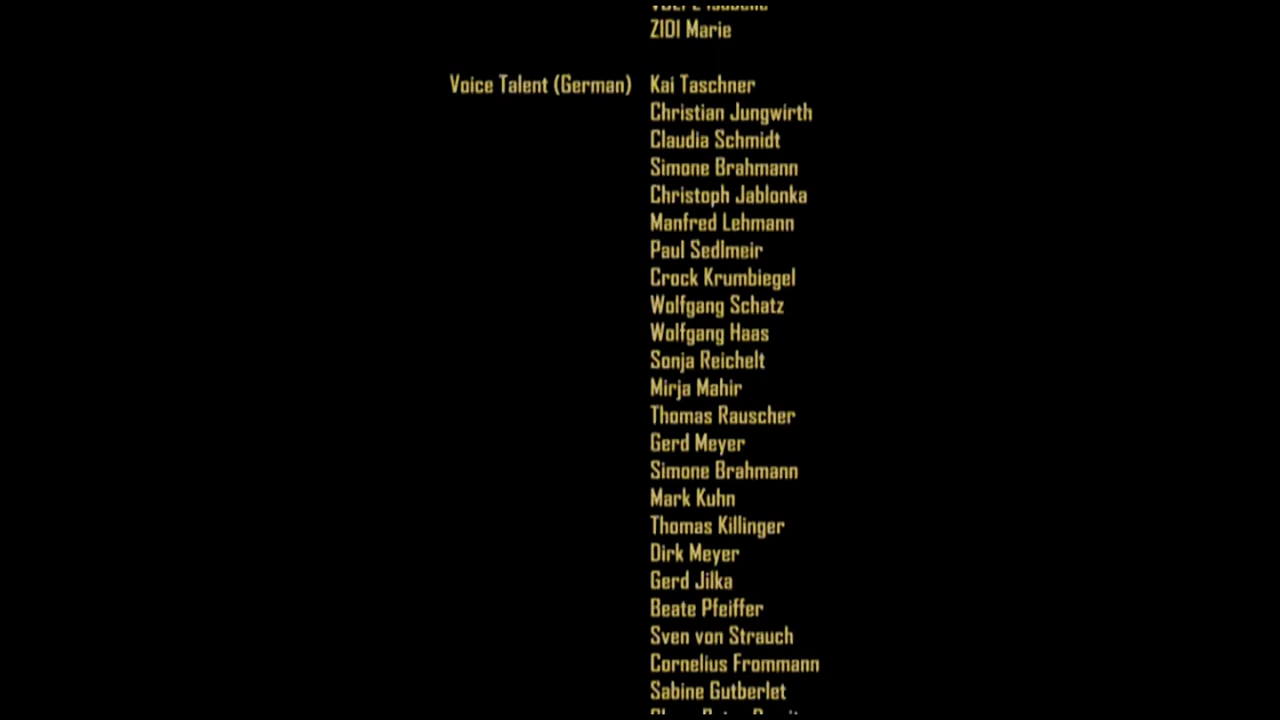 ZIDI Marie
Voice Talent (German) Kai Taschner
Christian Jungwirth
Claudia Schmidt
Simone Brahmann
Christoph Jablonka
Manfred Lehmann
Paul Sedlmeir
Crock Krumbiegel
Wolfgang Schatz
Wolfgang Haas
Sonja Reichelt
Mirja Mahir
Thomas Rauscher
Gerd Meyer
Simone Brahmann
Mark Kuhn
Thomas Killinger
Dirk Meyer
Gerd Jilka
Beate Pfeiffer
Sven von Strauch
Cornelius Frommann
Sabine Gutberlet